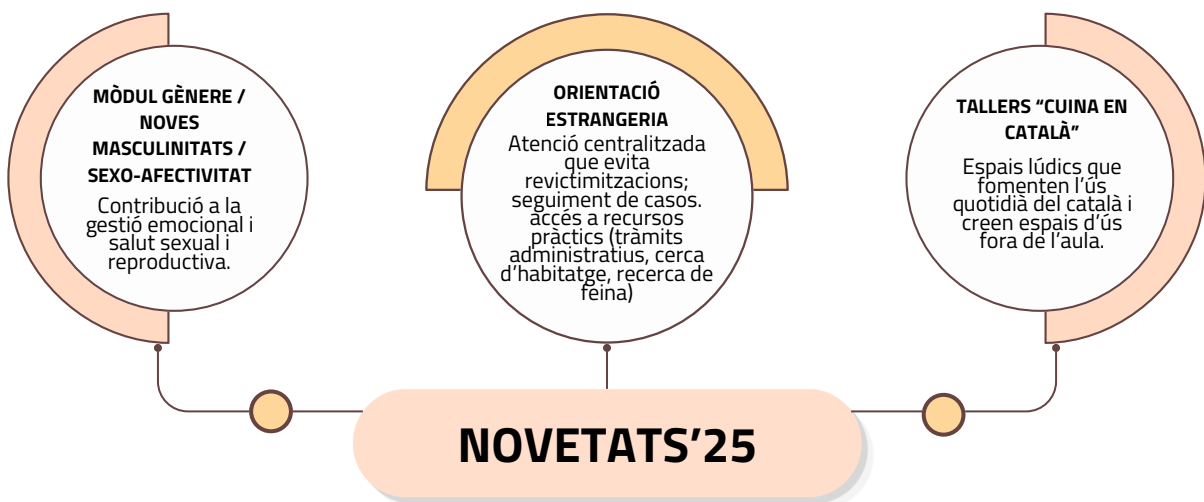 MÒDUL GÈNERE /
NOVES
MASCULINITATS /
SEXO-AFECTIVITAT
Contribució a la
gestió emocional i
salut sexual i
reproductiva.
ORIENTACIÓ
ESTRANGERIA
Atenció centralitzada
que evita
revictimitzacions;
seguiment de casos.
accés a recursos
pràctics (tràmits
administratius, cerca
d’habitatge, recerca de
feina)
TALLERS “CUINA EN
CATALÀ”
Espais lúdics que
fomenten l’ús
quotidià del català i
creen espais d’ús
fora de l’aula.
NOVETATS’25